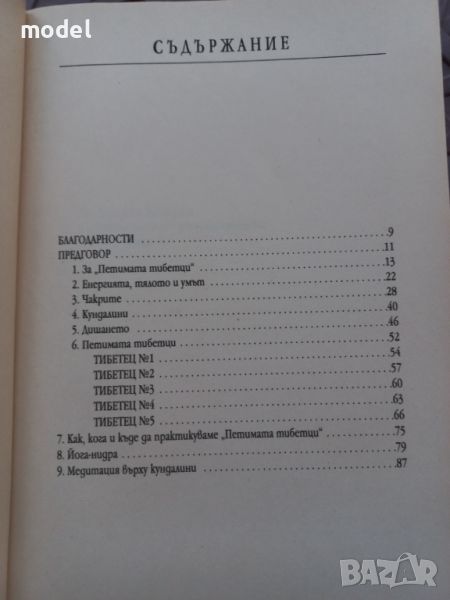 model
СЪДЪРЖАНИЕ
БЛАГОДАРНОСТИ 9
ПРЕДГОВОР 11
1. За „Петимата тибетци“ 13
2. Енергията, тялото и умът 22
3. Чакрите 28
4. Кундалини 40
5. Дишането 46
6. Петимата тибетци 52
ТИБЕТЕЦ №1 54
ТИБЕТЕЦ №2 57
ТИБЕТЕЦ №3 60
ТИБЕТЕЦ №4 63
ТИБЕТЕЦ №5 66
7. Как, кога и къде да практикуваме „Петимата тибетци“ 75
8. Йога-нидра 79
9. Медитация върху кундалини 87
BAZAR